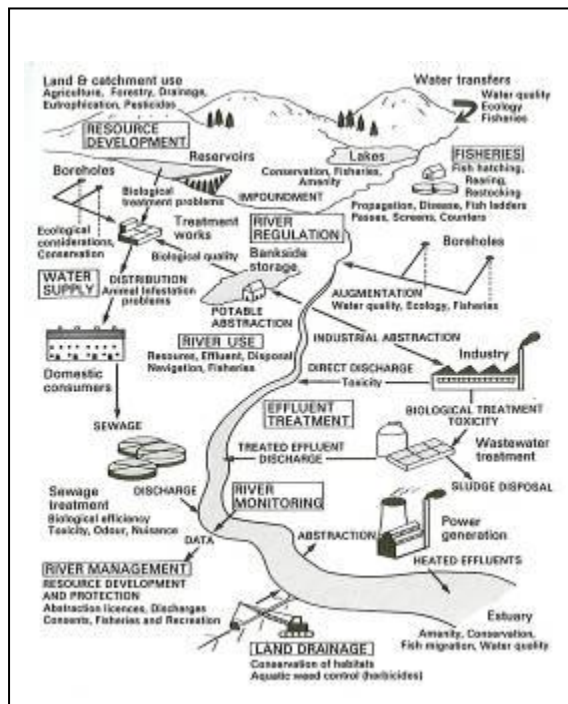 Land & catchment use
Agriculture, Forestry, Drainage,
Eutrophication, Pesticides
Water transfers
Water quality
Ecology
Fisheries
RESOURCE
DEVELOPMENT
Reservoirs
Lakes
Conservation, Fisheries,
Amenity
FISHERIES
Fish hatching,
Rearing,
Restocking
Propagation, Disease, Fish ladders
Passes, Screens, Counters
Boreholes
Biological
treatment problems
IMPOUNDMENT
Ecological
considerations,
Conservation
Treatment
works
RIVER
REGULATION
Biological quality
Bankside
storage
Boreholes
WATER
SUPPLY
DISTRIBUTION
Animal infestation
problems
AUGMENTATION
Water quality, Ecology, Fisheries
POTABLE
ABSTRACTION
RIVER USE
Resource, Effluent, Disposal
Navigation, Fisheries
INDUSTRIAL ABSTRACTION
Industry
Domestic
consumers
DIRECT DISCHARGE
Toxicity
EFFLUENT
TREATMENT
BIOLOGICAL TREATMENT
TOXICITY
SEWAGE
TREATED EFFLUENT
DISCHARGE
Wastewater
treatment
SLUDGE DISPOSAL
Sewage
treatment
Biological efficiency
Toxicity, Odour, Nuisance
DISCHARGE
RIVER
MONITORING
DATA
ABSTRACTION
Power
generation
HEATED EFFLUENTS
RIVER MANAGEMENT
RESOURCE DEVELOPMENT
AND PROTECTION
Abstraction licences, Discharges
Consents, Fisheries and Recreation
Estuary
Amenity, Conservation,
Fish migration, Water quality
LAND DRAINAGE
Conservation of habitats
Aquatic weed control (herbicides)